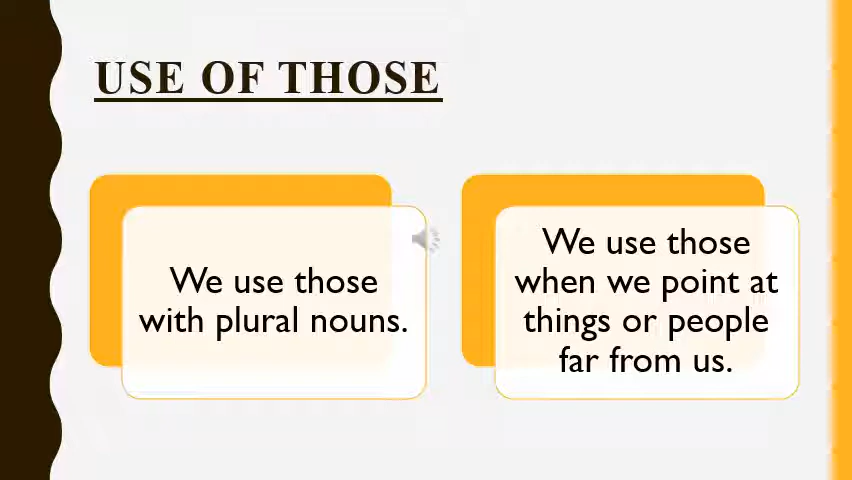 USE OF THOSE
We use those
with plural nouns.
We use those
when we point at
things or people
far from us.